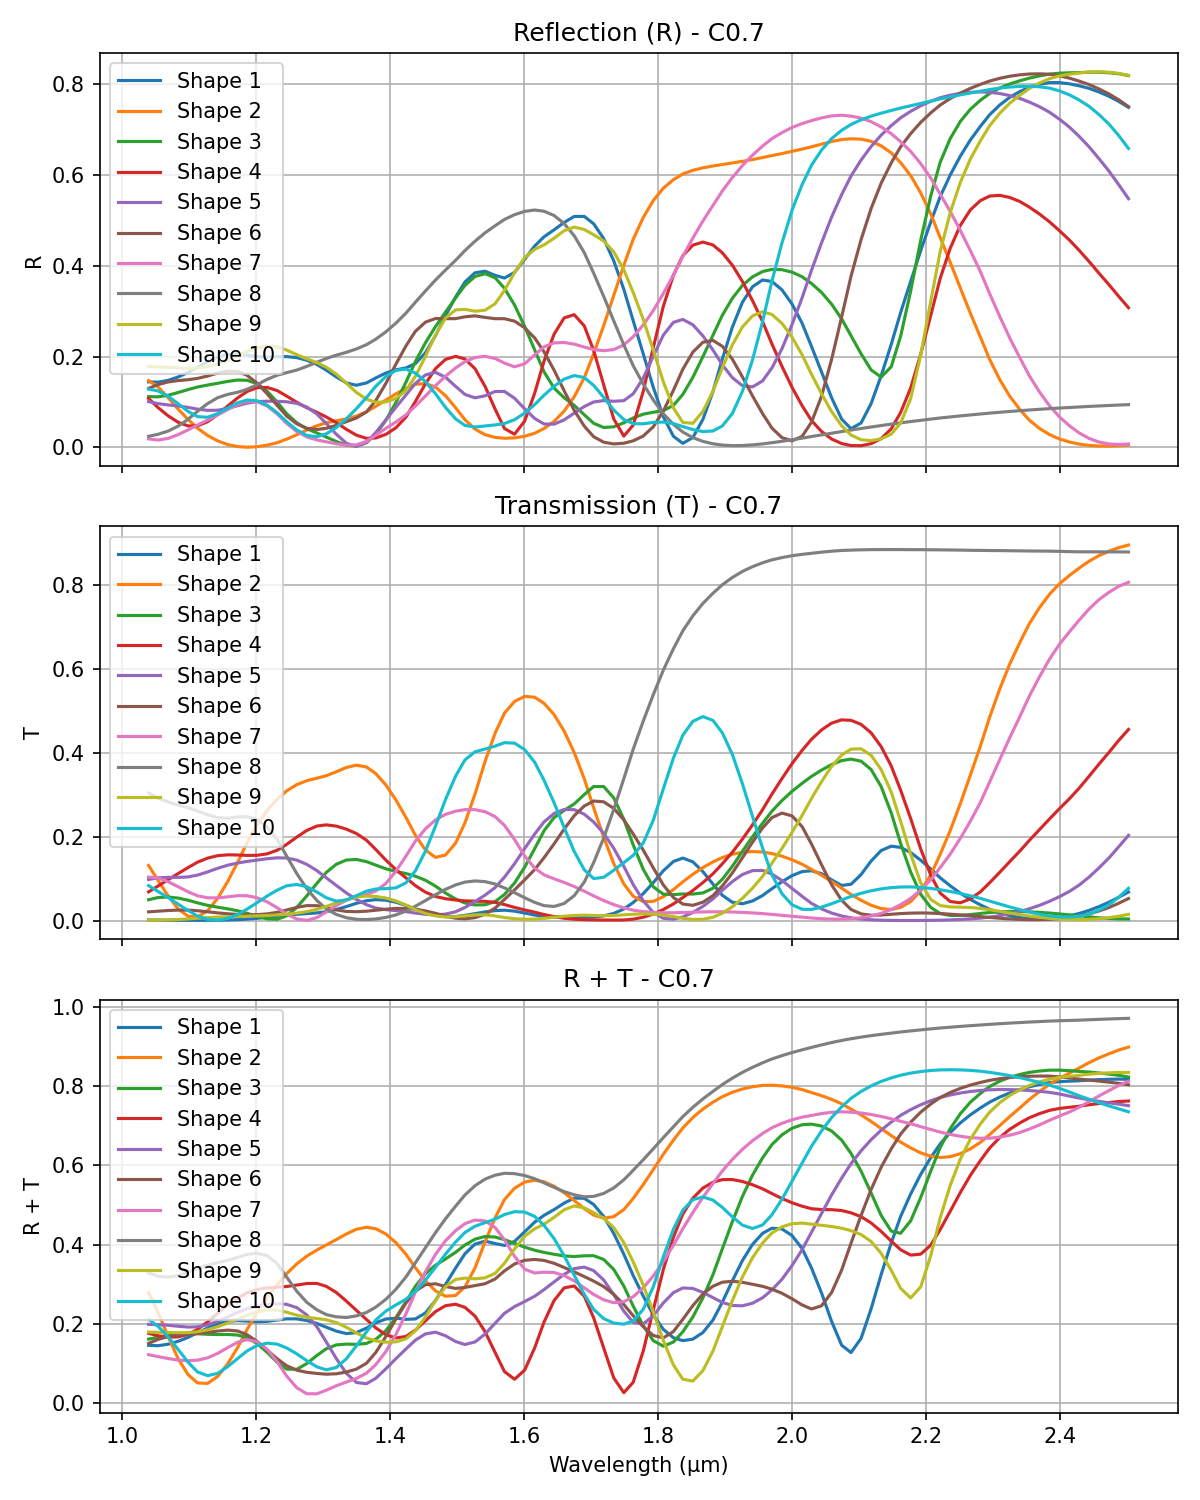 Reflection (R) - C0.7
R
0.8
0.6
0.4
0.2
0.0
Shape 1
Shape 2
Shape 3
Shape 4
Shape 5
Shape 6
Shape 7
Shape 8
Shape 9
Shape 10
Transmission (T) - C0.7
T
0.8
0.6
0.4
0.2
0.0
Shape 1
Shape 2
Shape 3
Shape 4
Shape 5
Shape 6
Shape 7
Shape 8
Shape 9
Shape 10
R + T - C0.7
R + T
1.0
0.8
0.6
0.4
0.2
0.0
Shape 1
Shape 2
Shape 3
Shape 4
Shape 5
Shape 6
Shape 7
Shape 8
Shape 9
Shape 10
1.0 1.2 1.4 1.6 1.8 2.0 2.2 2.4
Wavelength (μm)